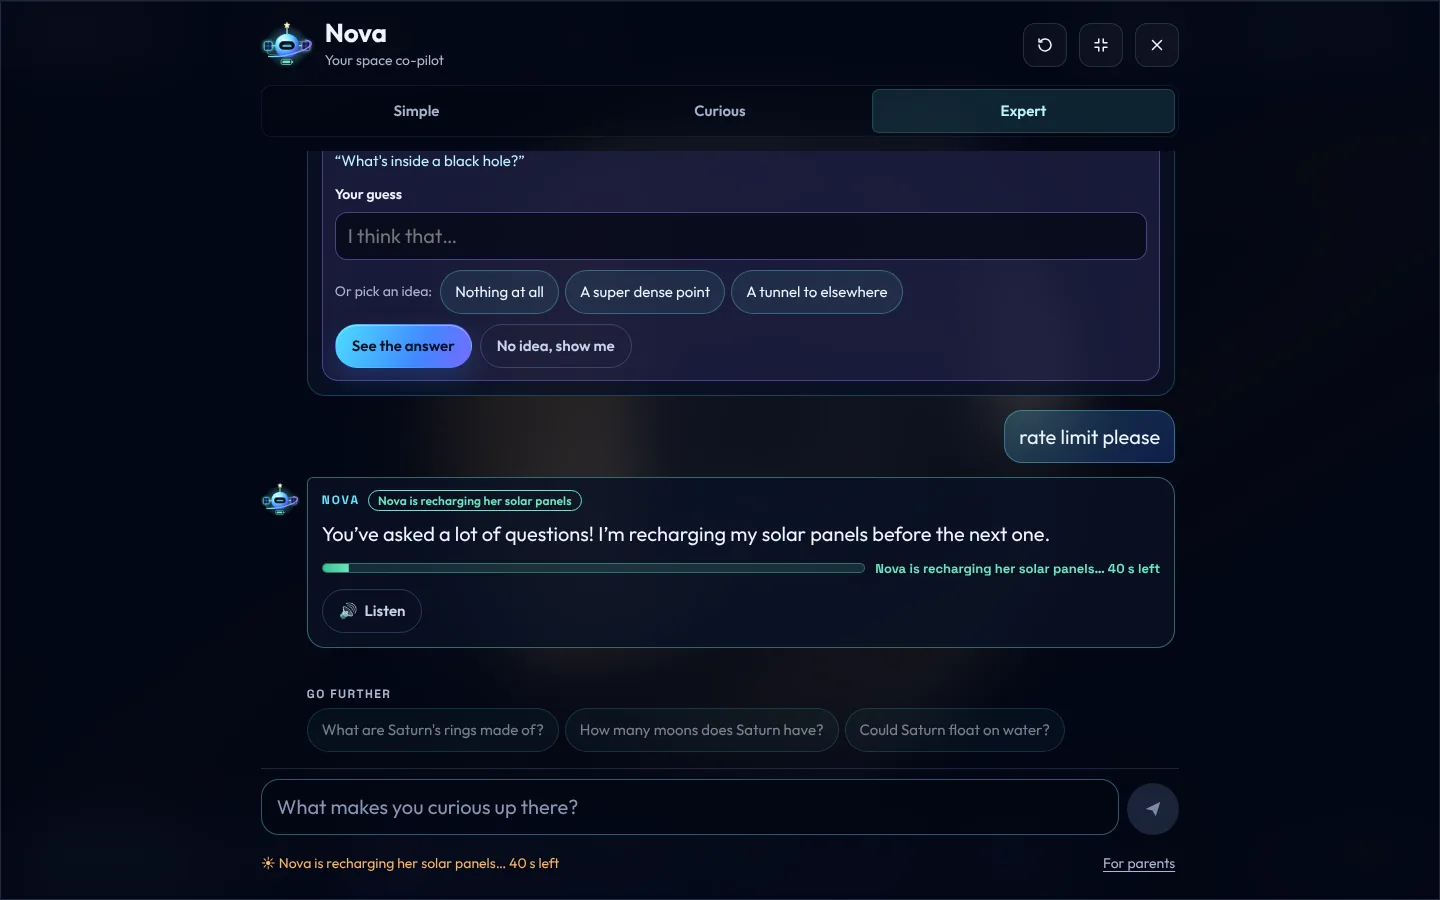 Nova
Your space co-pilot
Simple
Curious
Expert
“What's inside a black hole?”
Your guess
I think that...
Or pick an idea:
Nothing at all
A super dense point
A tunnel to elsewhere
See the answer
No idea, show me
rate limit please
NOVA
Nova is recharging her solar panels
You’ve asked a lot of questions! I’m recharging my solar panels before the next one.
Nova is recharging her solar panels... 40 s left
Listen
GO FURTHER
What are Saturn's rings made of?
How many moons does Saturn have?
Could Saturn float on water?
What makes you curious up there?
Nova is recharging her solar panels... 40 s left
For parents